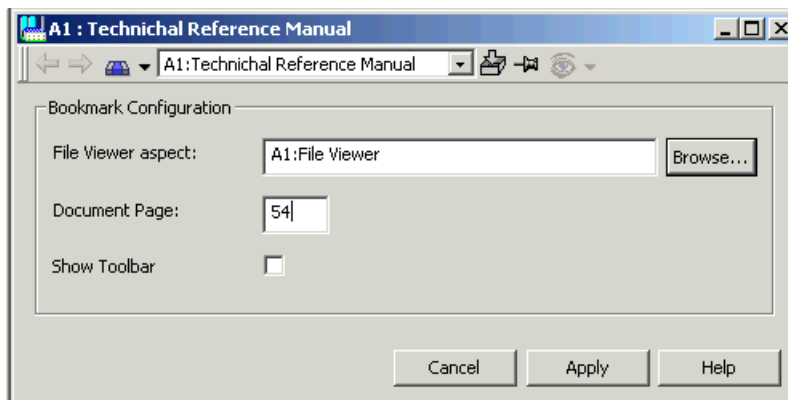 A1 : Technichal Reference Manual
A1:Technichal Reference Manual
Bookmark Configuration
File Viewer aspect: A1:File Viewer Browse...
Document Page: 54
Show Toolbar
Cancel Apply Help